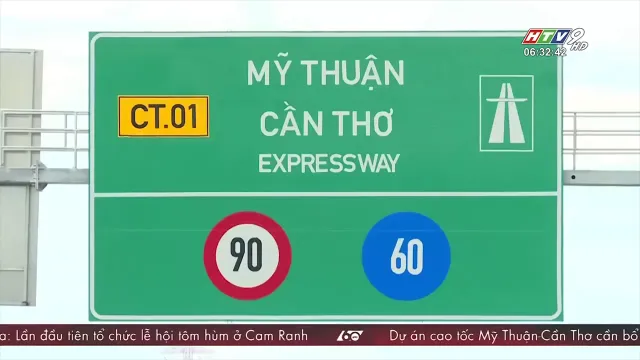 HTV9 HD
06:32:42
MỸ THUẬN
CT.01
CẦN THƠ
EXPRESSWAY
90
60
a: Lần đầu tiên tổ chức lễ hội tôm hùm ở Cam Ranh
60
Dự án cao tốc Mỹ Thuận-Cần Thơ cần bổ